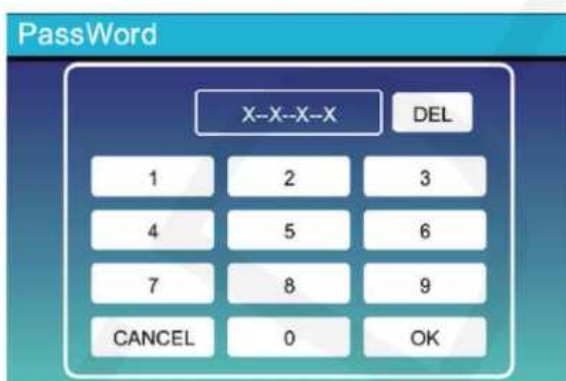 PassWord
X--X--X--X DEL
1 2 3
4 5 6
7 8 9
CANCEL 0 OK